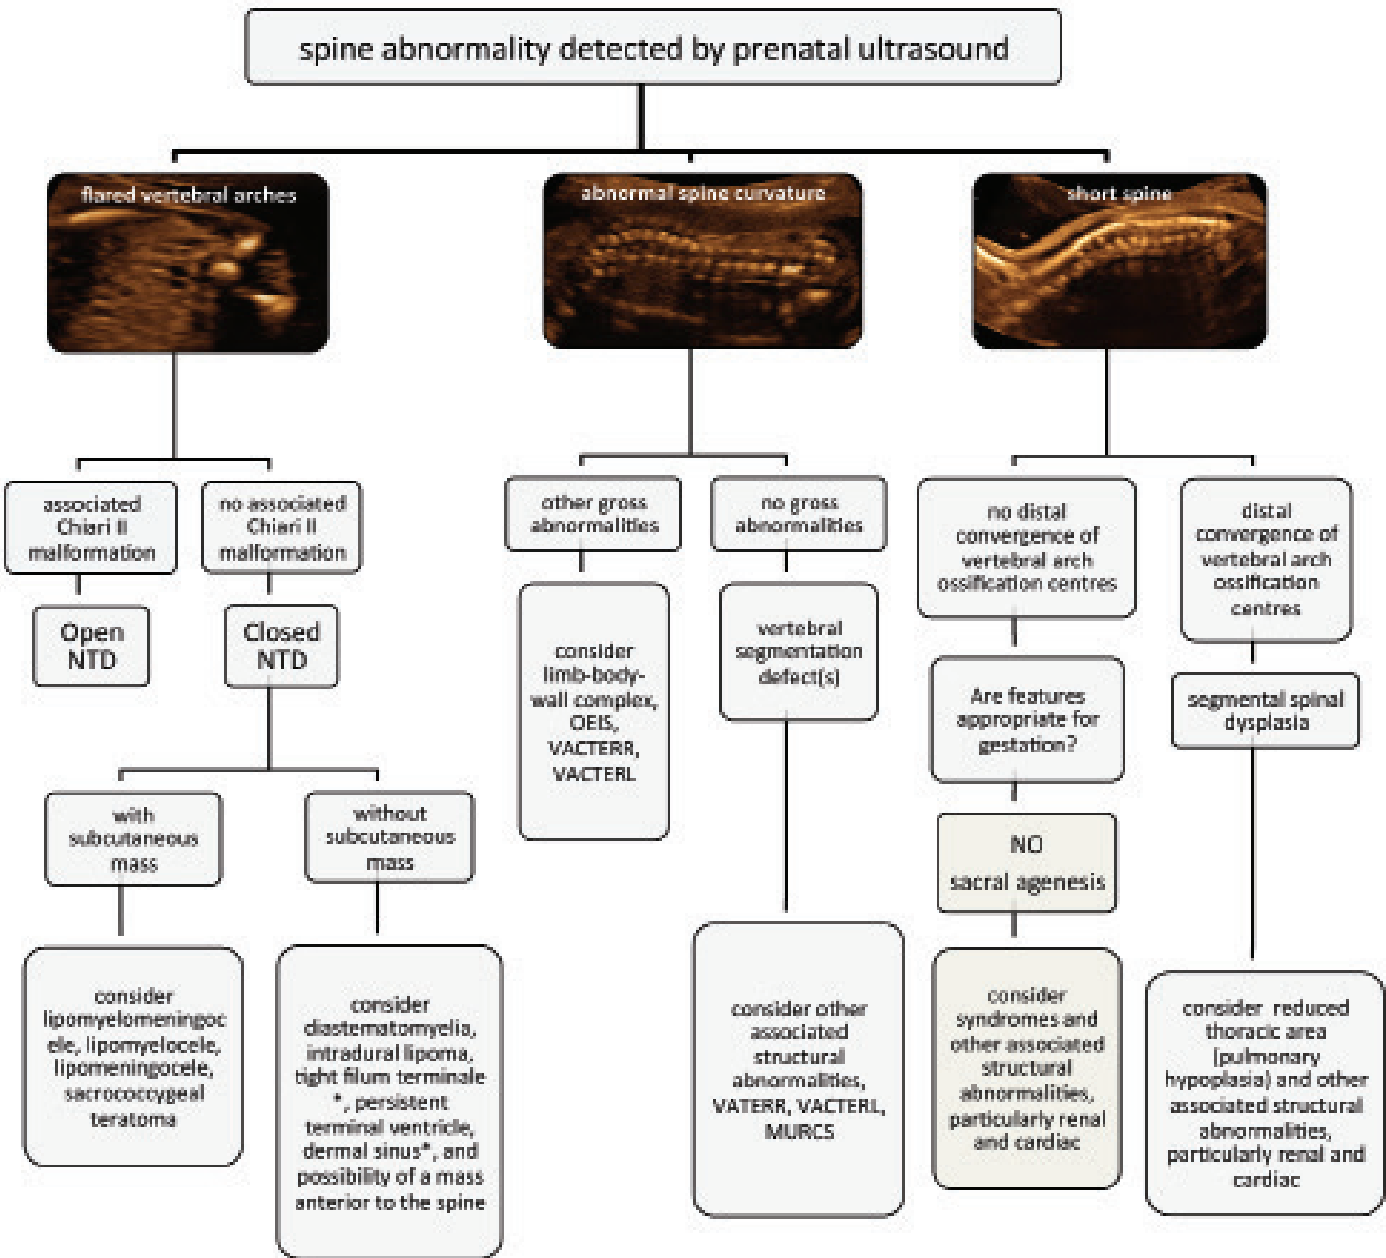 spine abnormality detected by prenatal ultrasound
flared vertebral arches
abnormal spine curvature
short spine
associated
Chiari II
malformation
no associated
Chiari II
malformation
Open
NTD
Closed
NTD
with
subcutaneous
mass
without
subcutaneous
mass
consider
lipomyelomeningoc
ele, lipomyelocele,
lipomeningocele,
sacrococcygeal
teratoma
consider
diastematomyelia,
intradural lipoma,
tight filum terminale
*, persistent
terminal ventricle,
dermal sinus*, and
possibility of a mass
anterior to the spine
other gross
abnormalities
no gross
abnormalities
consider
limb-body-
wall complex,
OEIS,
VACTERR,
VACTERL
vertebral
segmentation
defect(s)
consider other
associated
structural
abnormalities,
VATERR, VACTERL,
MURCS
no distal
convergence of
vertebral arch
ossification centres
distal
convergence of
vertebral arch
ossification
centres
Are features
appropriate for
gestation?
NO
sacral agenesis
consider
syndromes and
other associated
structural
abnormalities,
particularly renal
and cardiac
segmental spinal
dysplasia
consider reduced
thoracic area
(pulmonary
hypoplasia) and other
associated structural
abnormalities,
particularly renal and
cardiac